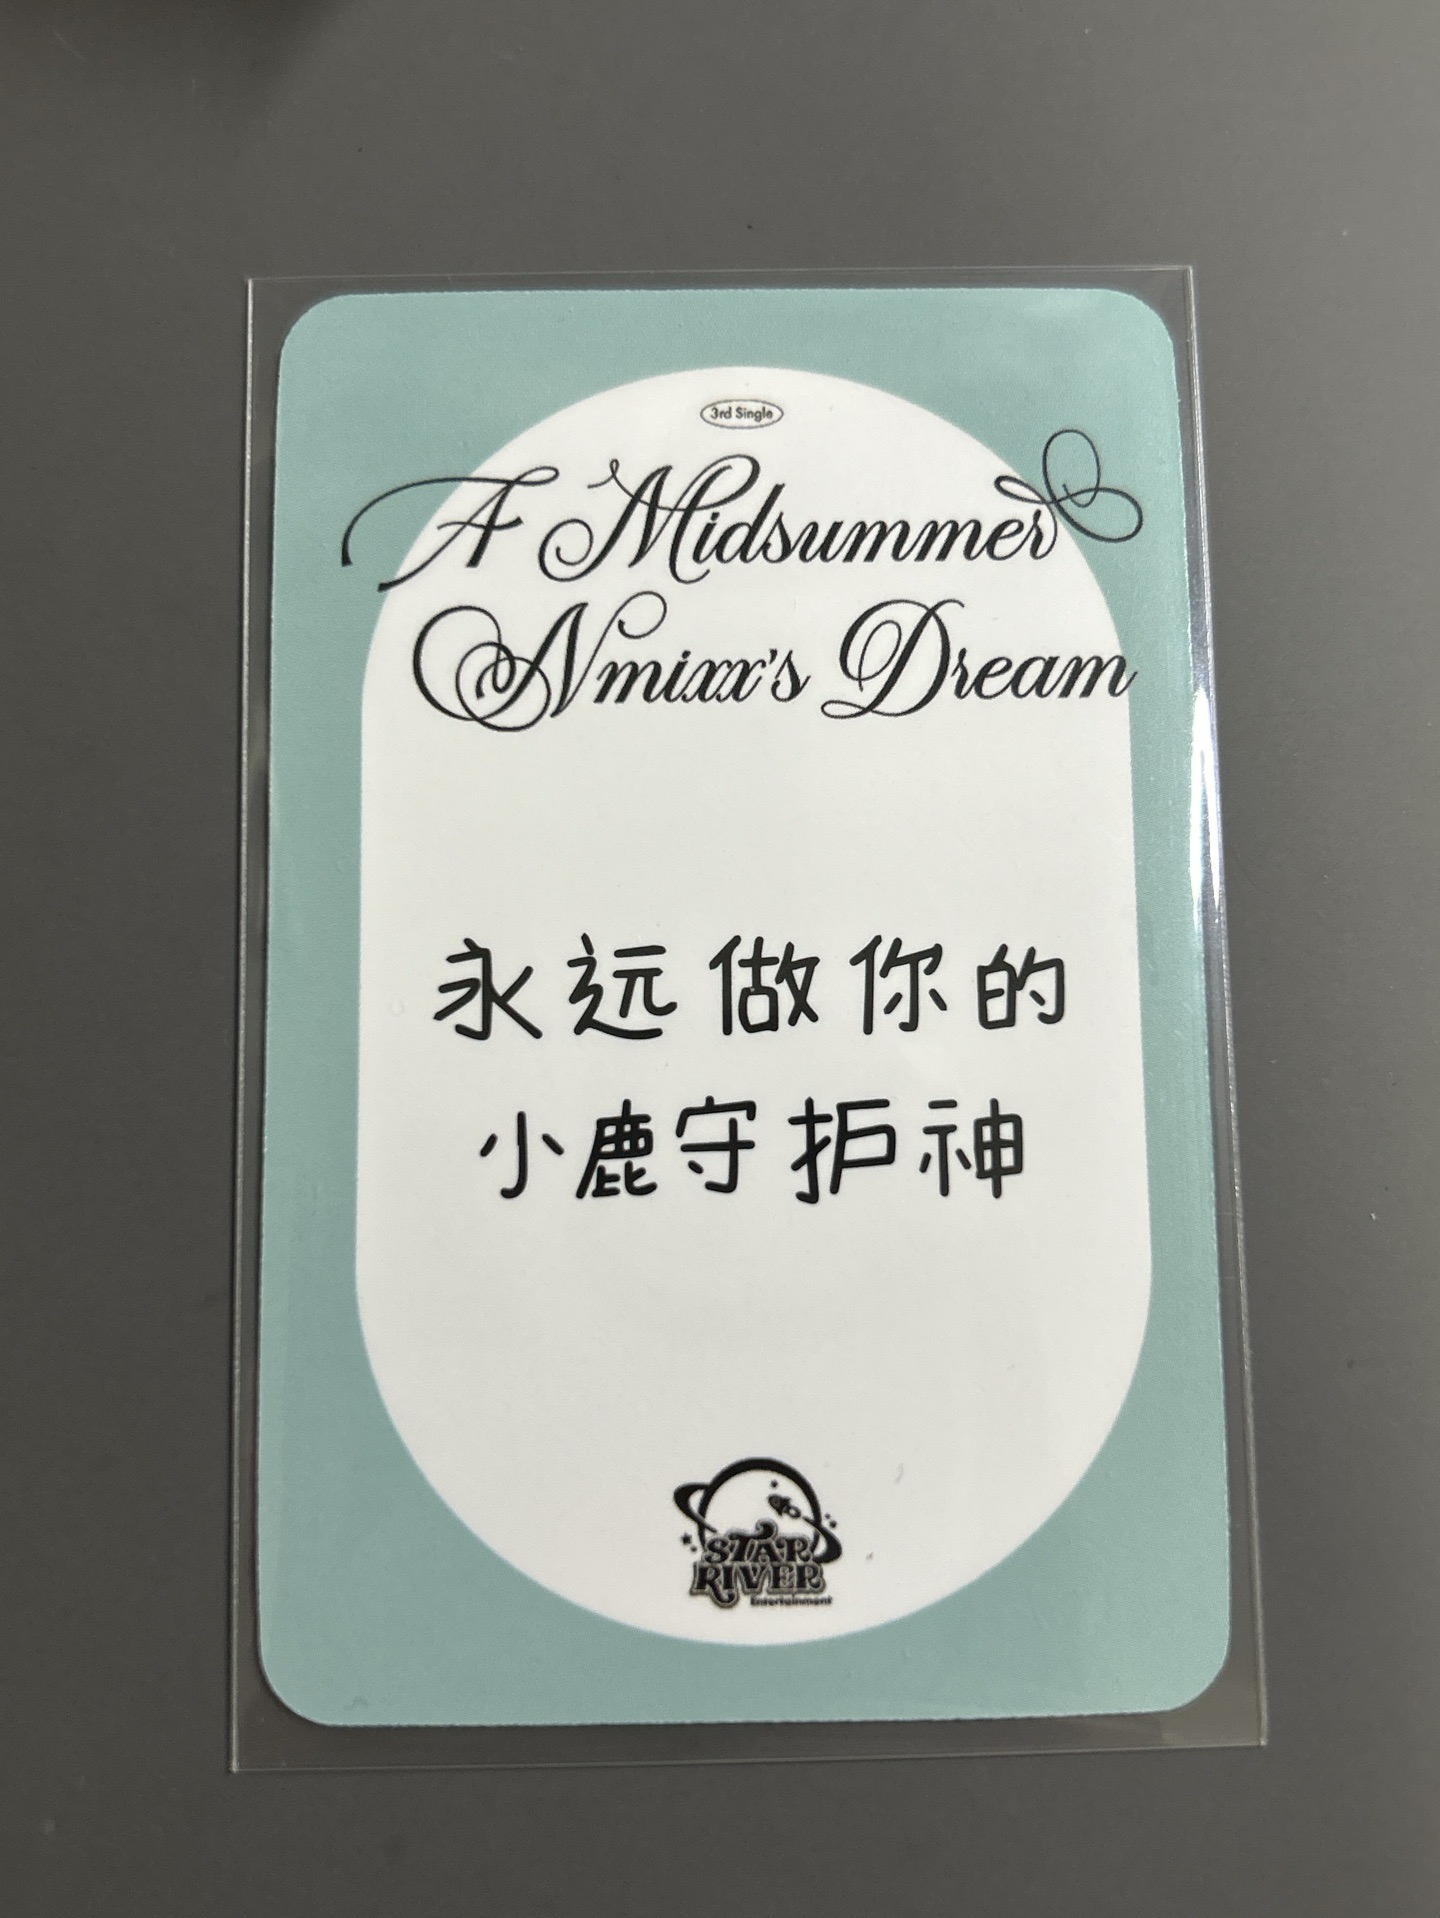 3rd Single
A Midsummer
Nmixx's Dream
永远做你的
小鹿守护神
STAR
RIVER
Entertainment